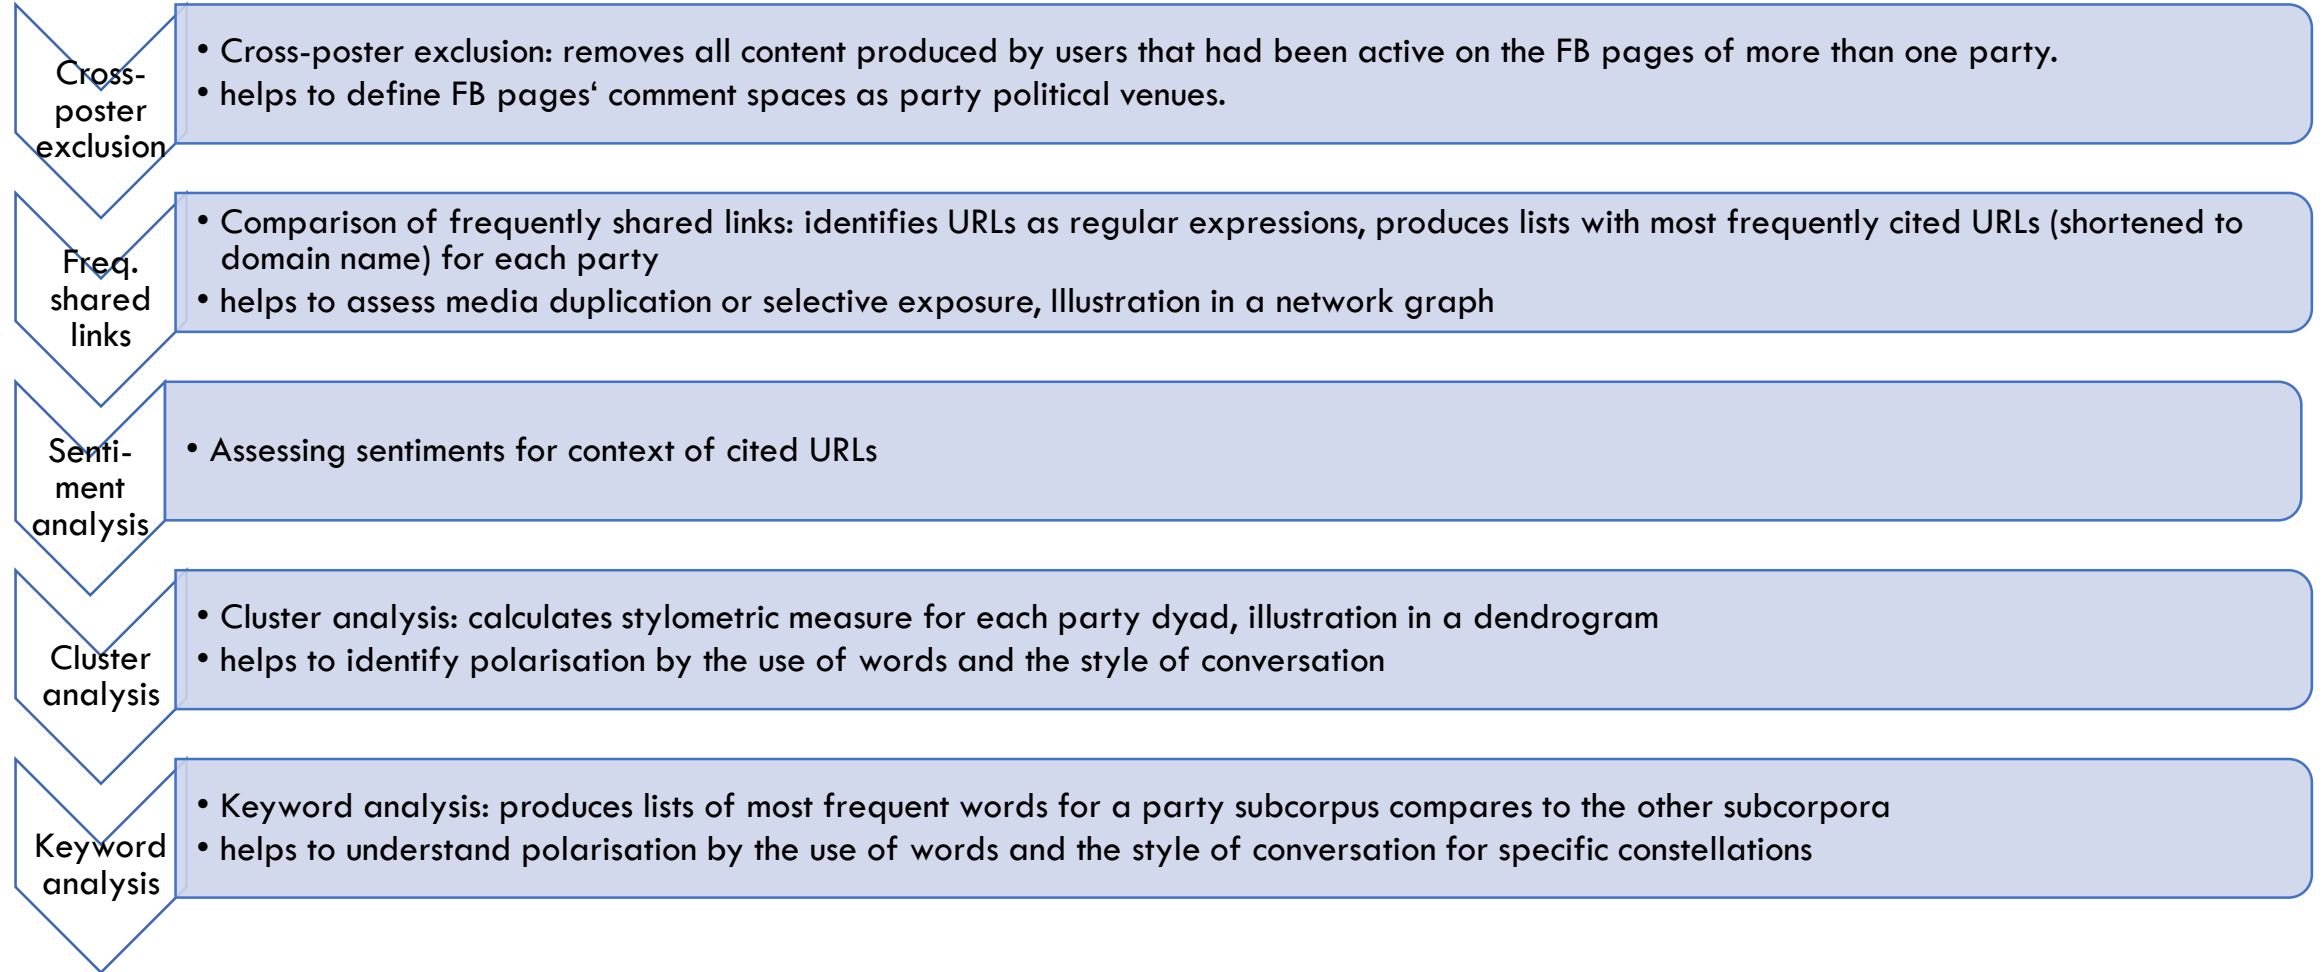 Cross-
poster
exclusion
• Cross-poster exclusion: removes all content produced by users that had been active on the FB pages of more than one party.
• helps to define FB pages‘ comment spaces as party political venues.
Freq.
shared
links
• Comparison of frequently shared links: identifies URLs as regular expressions, produces lists with most frequently cited URLs (shortened to
domain name) for each party
• helps to assess media duplication or selective exposure, Illustration in a network graph
Senti-
ment
analysis
• Assessing sentiments for context of cited URLs
Cluster
analysis
• Cluster analysis: calculates stylometric measure for each party dyad, illustration in a dendrogram
• helps to identify polarisation by the use of words and the style of conversation
Keyword
analysis
• Keyword analysis: produces lists of most frequent words for a party subcorpus compares to the other subcorpora
• helps to understand polarisation by the use of words and the style of conversation for specific constellations